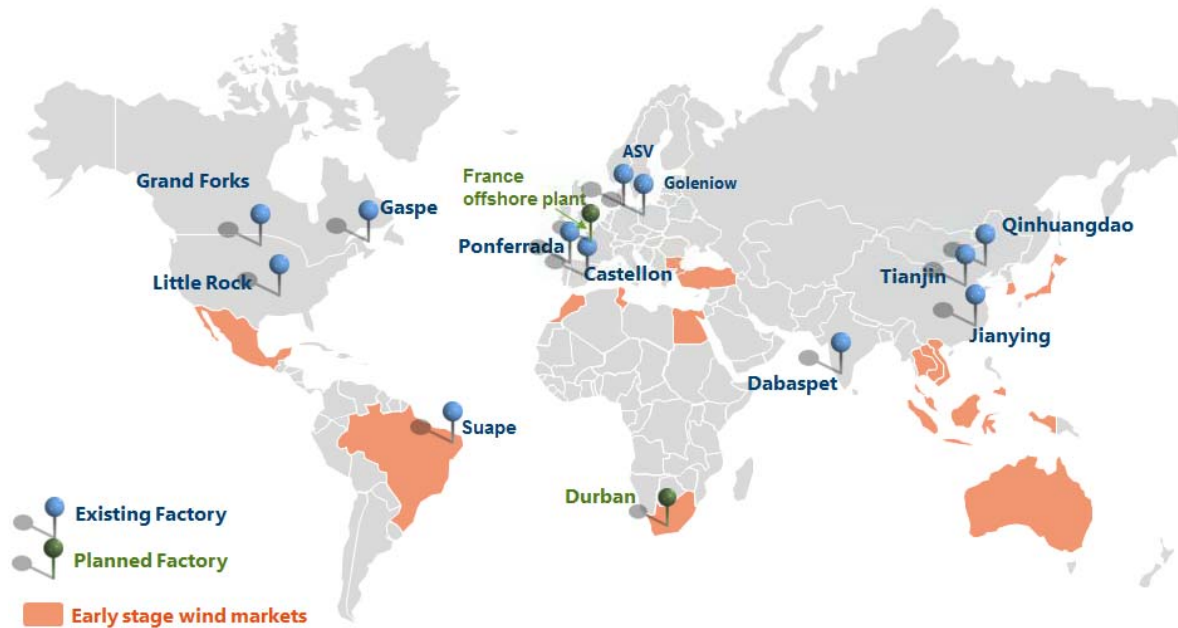 ASV
Goleniow
France
offshore plant
Grand Forks
Gaspe
Ponferrada
Castellon
Little Rock
Qinhuangdao
Tianjin
Jianying
Dabaspet
Suape
Durban
Existing Factory
Planned Factory
Early stage wind markets